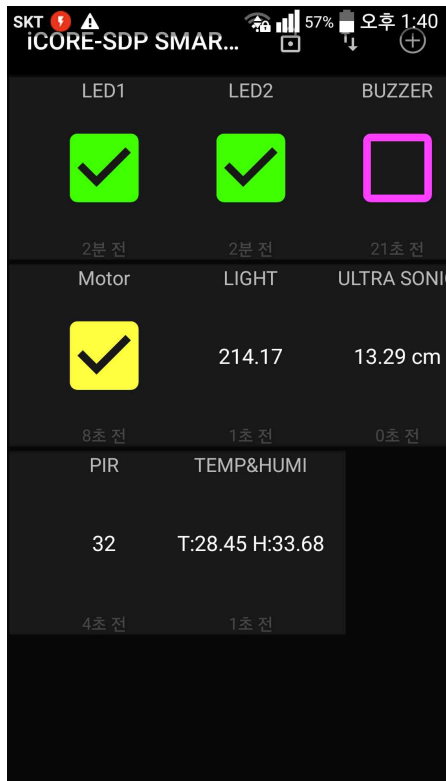 SKT 57% 오후 1:40
iCORE-SDP SMAR...
LED1 LED2 BUZZER
2분 전 2분 전 21초 전
Motor LIGHT ULTRA SONI
214.17 13.29 cm
8초 전 1초 전 0초 전
PIR TEMP&HUMI
32 T:28.45 H:33.68
4초 전 1초 전